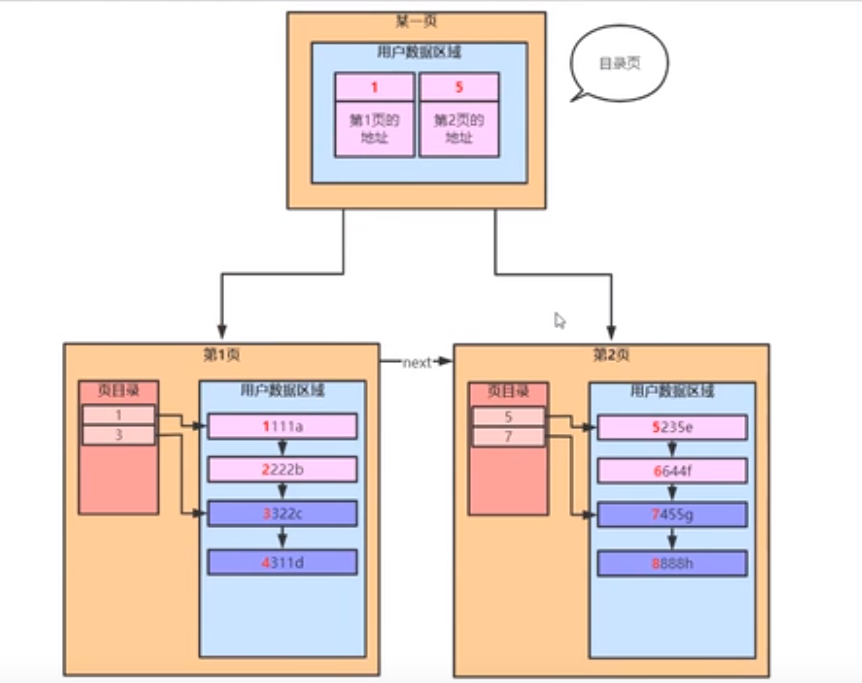 某一页
用户数据区域
1
5
第1页的
地址
第2页的
地址
目录页
第1页
页目录
1
3
用户数据区域
1111a
2222b
3322c
4311d
next
第2页
页目录
5
7
用户数据区域
5235e
6644f
7455g
8888h